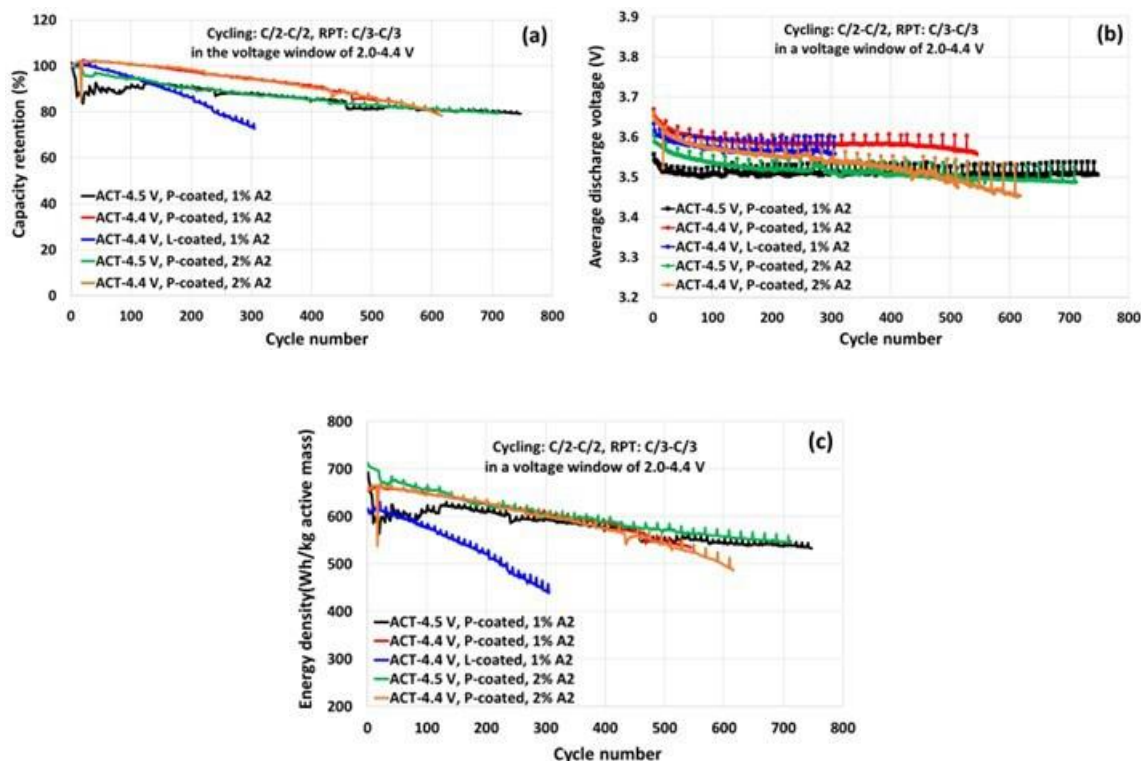 (a)
Cycling: C/2-C/2, RPT: C/3-C/3
in the voltage window of 2.0-4.4 V
Capacity retention (%)
120
100
80
60
40
20
0
ACT-4.5 V, P-coated, 1% A2
ACT-4.4 V, P-coated, 1% A2
ACT-4.4 V, L-coated, 1% A2
ACT-4.5 V, P-coated, 2% A2
ACT-4.4 V, P-coated, 2% A2
0 100 200 300 400 500 600 700 800
Cycle number
(b)
Cycling: C/2-C/2, RPT: C/3-C/3
in a voltage window of 2.0-4.4 V
Average discharge voltage (V)
3.9
3.8
3.7
3.6
3.5
3.4
3.3
3.2
ACT-4.5 V, P-coated, 1% A2
ACT-4.4 V, P-coated, 1% A2
ACT-4.4 V, L-coated, 1% A2
ACT-4.5 V, P-coated, 2% A2
ACT-4.4 V, P-coated, 2% A2
0 100 200 300 400 500 600 700 800
Cycle number
(c)
Cycling: C/2-C/2, RPT: C/3-C/3
in a voltage window of 2.0-4.4 V
Energy density(Wh/kg active mass)
800
700
600
500
400
300
200
ACT-4.5 V, P-coated, 1% A2
ACT-4.4 V, P-coated, 1% A2
ACT-4.4 V, L-coated, 1% A2
ACT-4.5 V, P-coated, 2% A2
ACT-4.4 V, P-coated, 2% A2
0 100 200 300 400 500 600 700 800
Cycle number